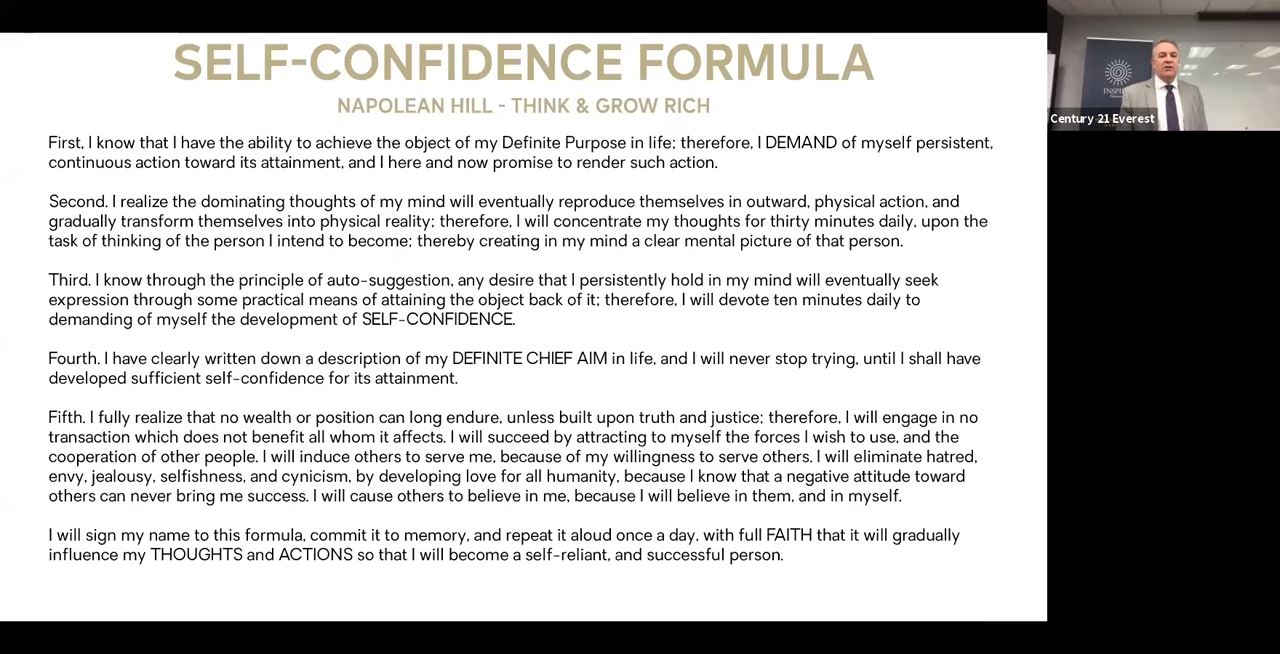 SELF-CONFIDENCE FORMULA
NAPOLEAN HILL - THINK & GROW RICH
First, I know that I have the ability to achieve the object of my Definite Purpose in life; therefore, I DEMAND of myself persistent,
continuous action toward its attainment, and I here and now promise to render such action.
Second. I realize the dominating thoughts of my mind will eventually reproduce themselves in outward, physical action, and
gradually transform themselves into physical reality; therefore, I will concentrate my thoughts for thirty minutes daily, upon the
task of thinking of the person I intend to become; thereby creating in my mind a clear mental picture of that person.
Third. I know through the principle of auto-suggestion, any desire that I persistently hold in my mind will eventually seek
expression through some practical means of attaining the object back of it; therefore, I will devote ten minutes daily to
demanding of myself the development of SELF-CONFIDENCE.
Fourth. I have clearly written down a description of my DEFINITE CHIEF AIM in life, and I will never stop trying, until I shall have
developed sufficient self-confidence for its attainment.
Fifth. I fully realize that no wealth or position can long endure, unless built upon truth and justice; therefore, I will engage in no
transaction which does not benefit all whom it affects. I will succeed by attracting to myself the forces I wish to use, and the
cooperation of other people. I will induce others to serve me, because of my willingness to serve others. I will eliminate hatred,
envy, jealousy, selfishness, and cynicism, by developing love for all humanity, because I know that a negative attitude toward
others can never bring me success. I will cause others to believe in me, because I will believe in them, and in myself.
I will sign my name to this formula, commit it to memory, and repeat it aloud once a day, with full FAITH that it will gradually
influence my THOUGHTS and ACTIONS so that I will become a self-reliant, and successful person.
Century 21 Everest